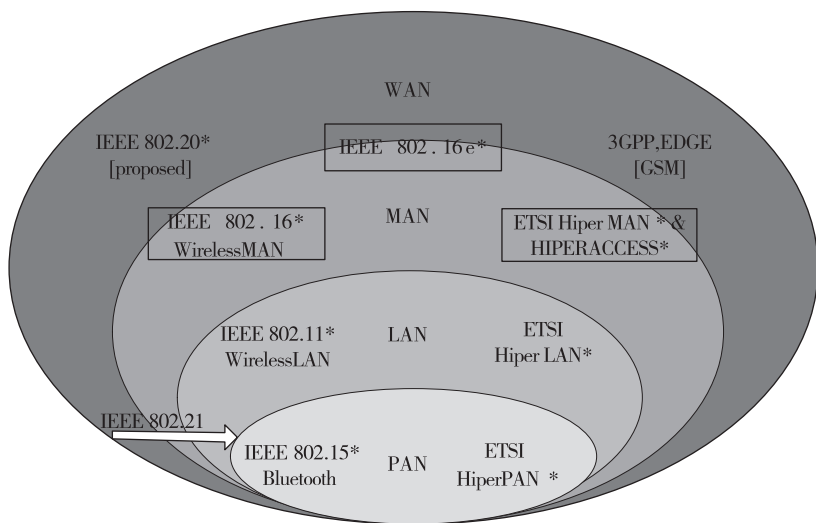 WAN
IEEE 802.20*
[proposed]
IEEE 802.16e*
3GPP,EDGE
[GSM]
IEEE 802.16*
WirelessMAN
MAN
ETSI Hiper MAN * &
HIPERACCESS*
IEEE 802.11*
WirelessLAN
LAN
ETSI
Hiper LAN*
IEEE 802.21
IEEE 802.15*
Bluetooth
PAN
ETSI
HiperPAN *